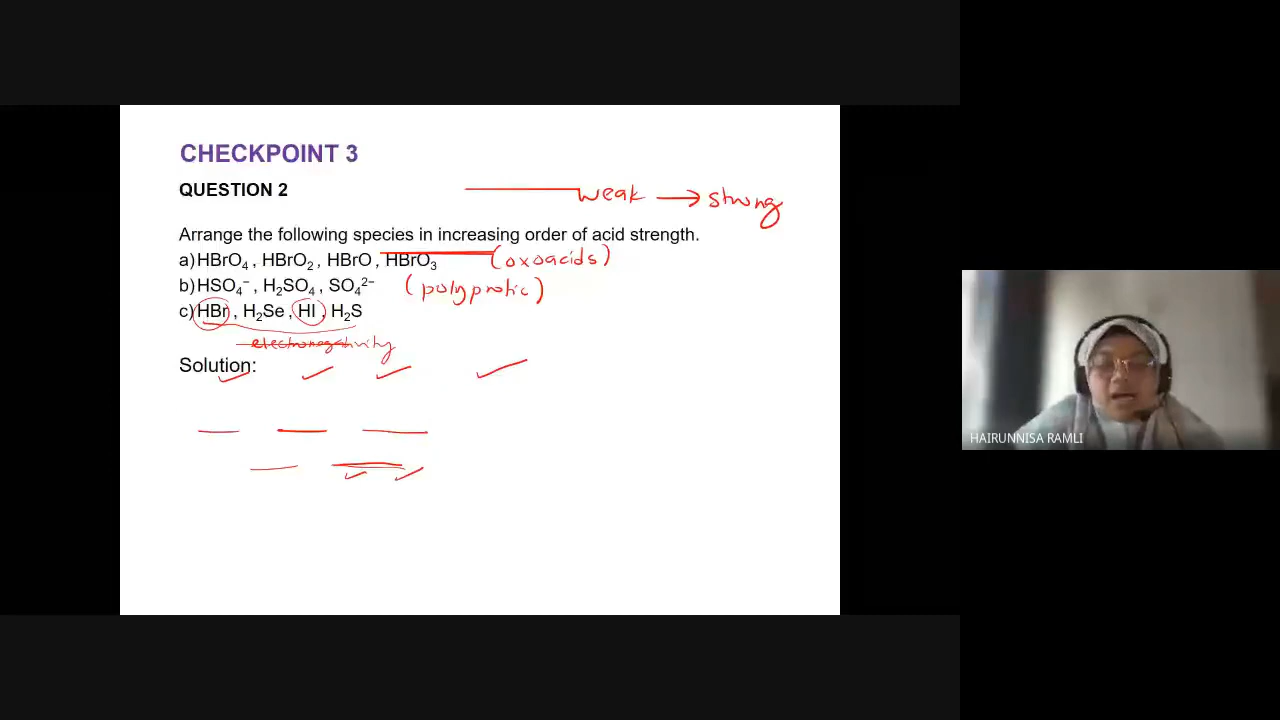 CHECKPOINT 3
QUESTION 2
weak → strong
Arrange the following species in increasing order of acid strength.
a) HBrO₄ , HBrO₂ , HBrO , HBrO₃ (oxoacids)
b) HSO₄⁻ , H₂SO₄ , SO₄²⁻ (polyprotic)
c) HBr , H₂Se , HI , H₂S
electronegativity
Solution:
HAIRUNNISA RAMLI